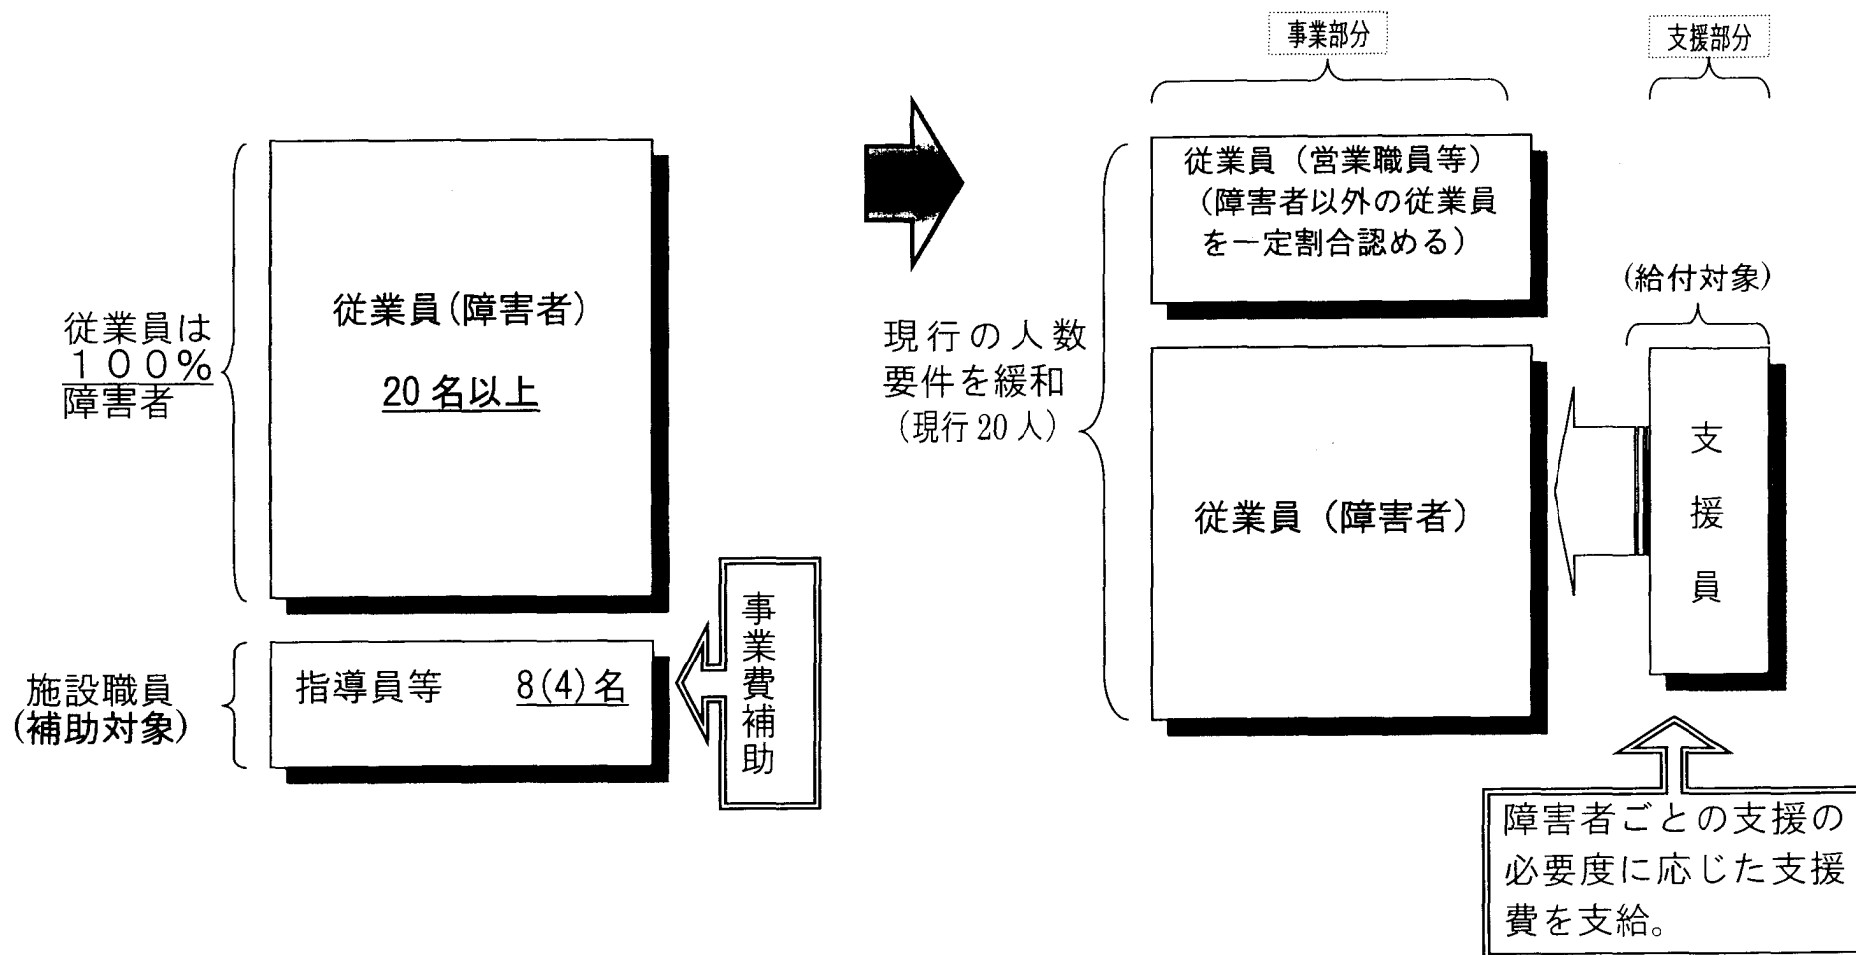 従業員は
１００%
障害者
従業員(障害者)
20名以上
施設職員
(補助対象)
指導員等 8(4)名
事業費補助
事業部分
支援部分
現行の人数
要件を緩和
(現行20人)
従業員（営業職員等）
（障害者以外の従業員
を一定割合認める）
従業員（障害者）
(給付対象)
支援員
障害者ごとの支援の
必要度に応じた支援
費を支給。